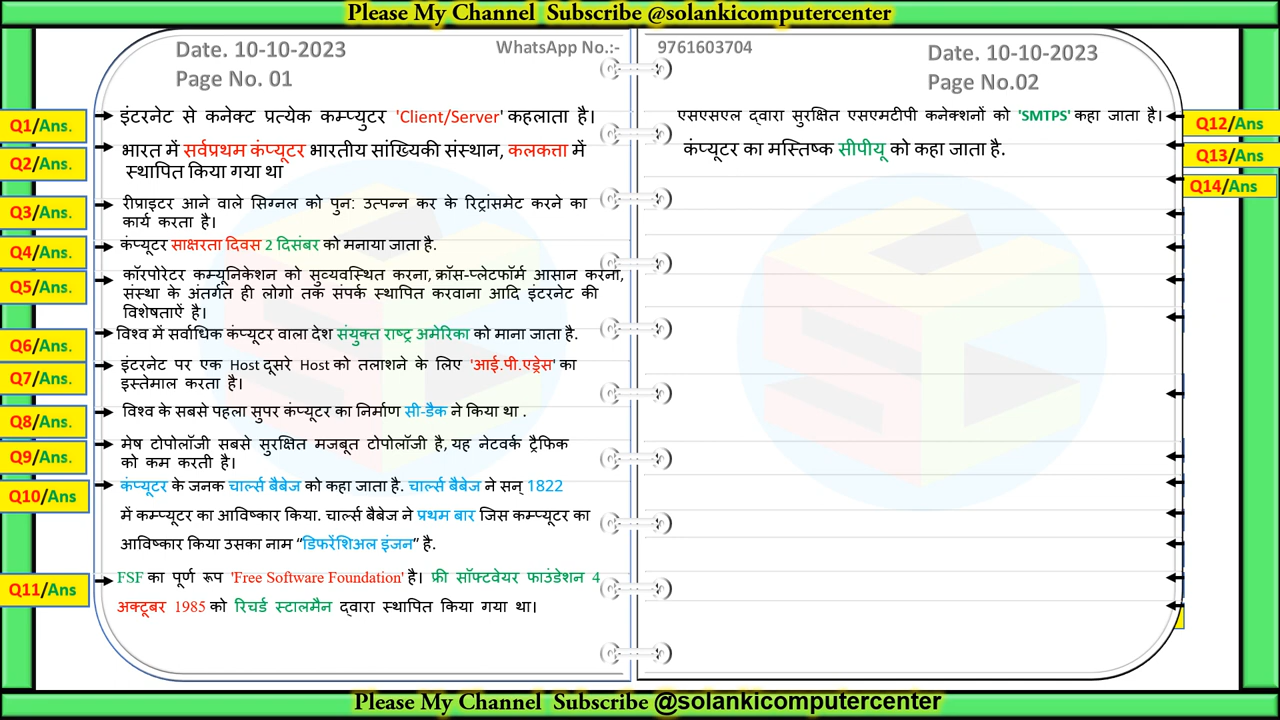 Please My Channel Subscribe @solankicomputercenter
Date. 10-10-2023
Page No. 01
WhatsApp No.:- 9761603704
Date. 10-10-2023
Page No.02
Q1/Ans. इंटरनेट से कनेक्ट प्रत्येक कम्प्युटर 'Client/Server' कहलाता है।
Q2/Ans. भारत में सर्वप्रथम कंप्यूटर भारतीय सांख्यिकी संस्थान, कलकत्ता में
स्थापित किया गया था
Q3/Ans. रीप्राइटर आने वाले सिग्नल को पुन: उत्पन्न कर के रिट्रांसमेट करने का
कार्य करता है।
Q4/Ans. कंप्यूटर साक्षरता दिवस 2 दिसंबर को मनाया जाता है.
Q5/Ans. कॉरपोरेटर कम्यूनिकेशन को सुव्यवस्थित करना, क्रॉस-प्लेटफॉर्म आसान करना,
संस्था के अंतर्गत ही लोगो तक संपर्क स्थापित करवाना आदि इंटरनेट की
विशेषताऐं है।
Q6/Ans. विश्व में सर्वाधिक कंप्यूटर वाला देश संयुक्त राष्ट्र अमेरिका को माना जाता है.
Q7/Ans. इंटरनेट पर एक Host दूसरे Host को तलाशने के लिए 'आई.पी.एड्रेस' का
इस्तेमाल करता है।
Q8/Ans. विश्व के सबसे पहला सुपर कंप्यूटर का निर्माण सी-डैक ने किया था .
Q9/Ans. मेष टोपोलॉजी सबसे सुरक्षित मजबूत टोपोलॉजी है, यह नेटवर्क ट्रैफिक
को कम करती है।
Q10/Ans कंप्यूटर के जनक चार्ल्स बैबेज को कहा जाता है. चार्ल्स बैबेज ने सन् 1822
में कम्प्यूटर का आविष्कार किया. चार्ल्स बैबेज ने प्रथम बार जिस कम्प्यूटर का
आविष्कार किया उसका नाम “डिफरेंशिअल इंजन” है.
Q11/Ans FSF का पूर्ण रूप 'Free Software Foundation' है। फ्री सॉफ्टवेयर फाउंडेशन 4
अक्टूबर 1985 को रिचर्ड स्टालमैन द्वारा स्थापित किया गया था।
एसएसएल द्वारा सुरक्षित एसएमटीपी कनेक्शनों को 'SMTPS' कहा जाता है। Q12/Ans
कंप्यूटर का मस्तिष्क सीपीयू को कहा जाता है. Q13/Ans
Q14/Ans
Please My Channel Subscribe @solankicomputercenter